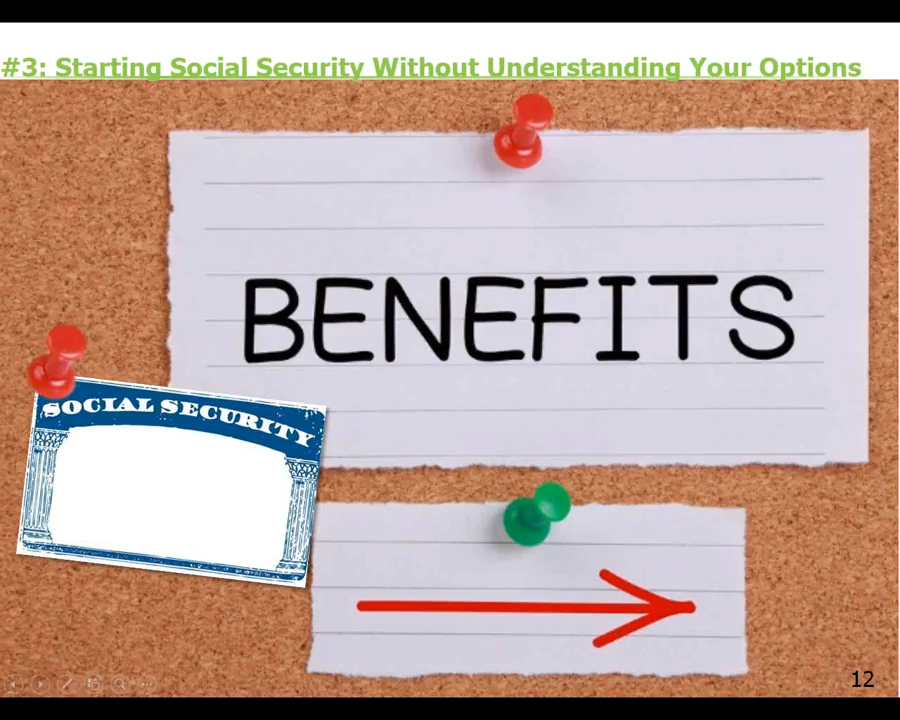 #3: Starting Social Security Without Understanding Your Options
BENEFITS
SOCIAL SECURITY
12